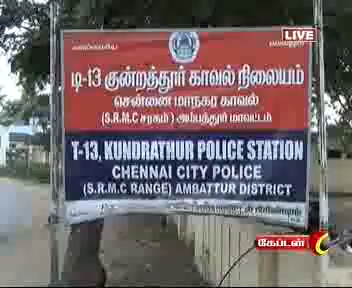 LIVE
டி-13 குன்றத்தூர் காவல் நிலையம்
சென்னை மாநகர காவல்
(S.R.M.C சரகம்) அம்பத்தூர் மாவட்டம்
T-13, KUNDRATHUR POLICE STATION
CHENNAI CITY POLICE
(S.R.M.C RANGE) AMBATTUR DISTRICT
கேப்டன்